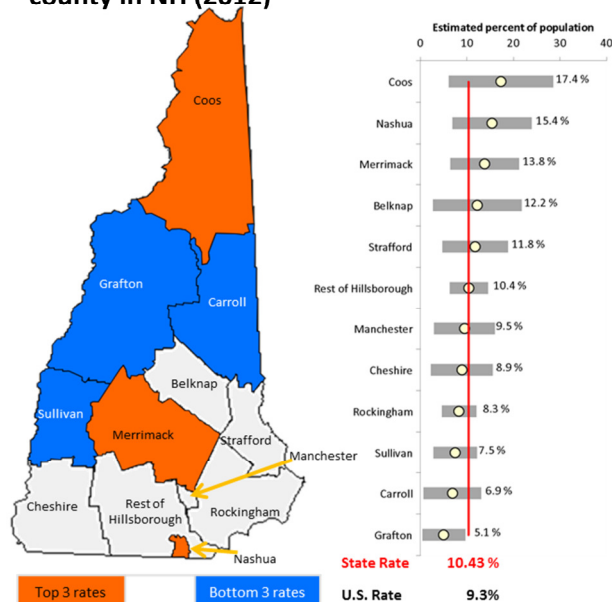 county in NH (2012)
Estimated percent of population
0 10 20 30 40
Coos
Grafton
Carroll
Belknap
Sullivan
Merrimack
Strafford
Manchester
Cheshire
Rest of
Hillsborough
Rockingham
Nashua
Top 3 rates
Bottom 3 rates
Coos 17.4 %
Nashua 15.4 %
Merrimack 13.8 %
Belknap 12.2 %
Strafford 11.8 %
Rest of Hillsborough 10.4 %
Manchester 9.5 %
Cheshire 8.9 %
Rockingham 8.3 %
Sullivan 7.5 %
Carroll 6.9 %
Grafton 5.1 %
State Rate 10.43 %
U.S. Rate 9.3%